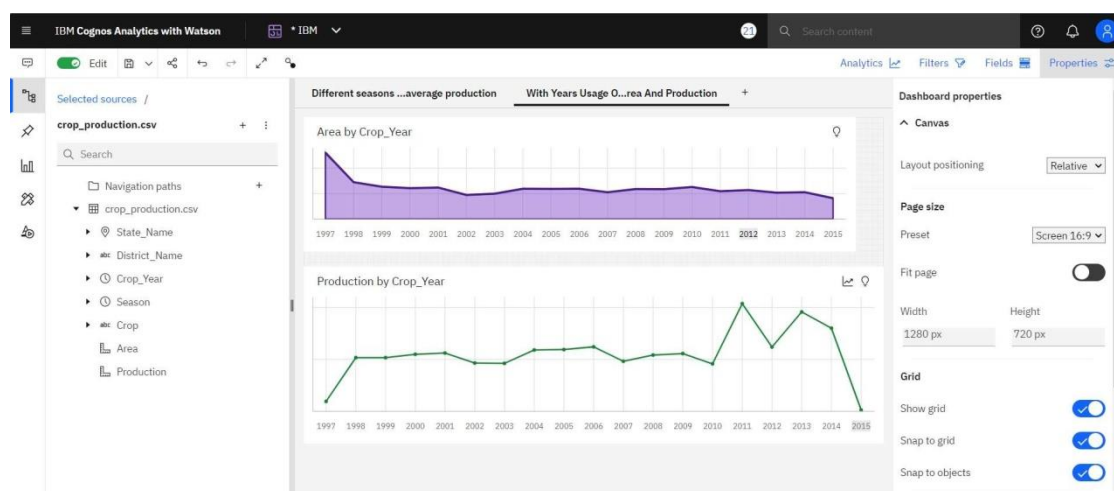 IBM Cognos Analytics with Watson
* IBM
21
Search content
Edit
Analytics
Filters
Fields
Properties
Selected sources /
crop_production.csv
Search
Navigation paths
crop_production.csv
State_Name
abc District_Name
Crop_Year
Season
abc Crop
Area
Production
Different seasons ...average production
With Years Usage O...rea And Production
Area by Crop_Year
1997 1998 1999 2000 2001 2002 2003 2004 2005 2006 2007 2008 2009 2010 2011 2012 2013 2014 2015
Production by Crop_Year
1997 1998 1999 2000 2001 2002 2003 2004 2005 2006 2007 2008 2009 2010 2011 2012 2013 2014 2015
Dashboard properties
Canvas
Layout positioning Relative
Page size
Preset Screen 16:9
Fit page
Width Height
1280 px 720 px
Grid
Show grid
Snap to grid
Snap to objects